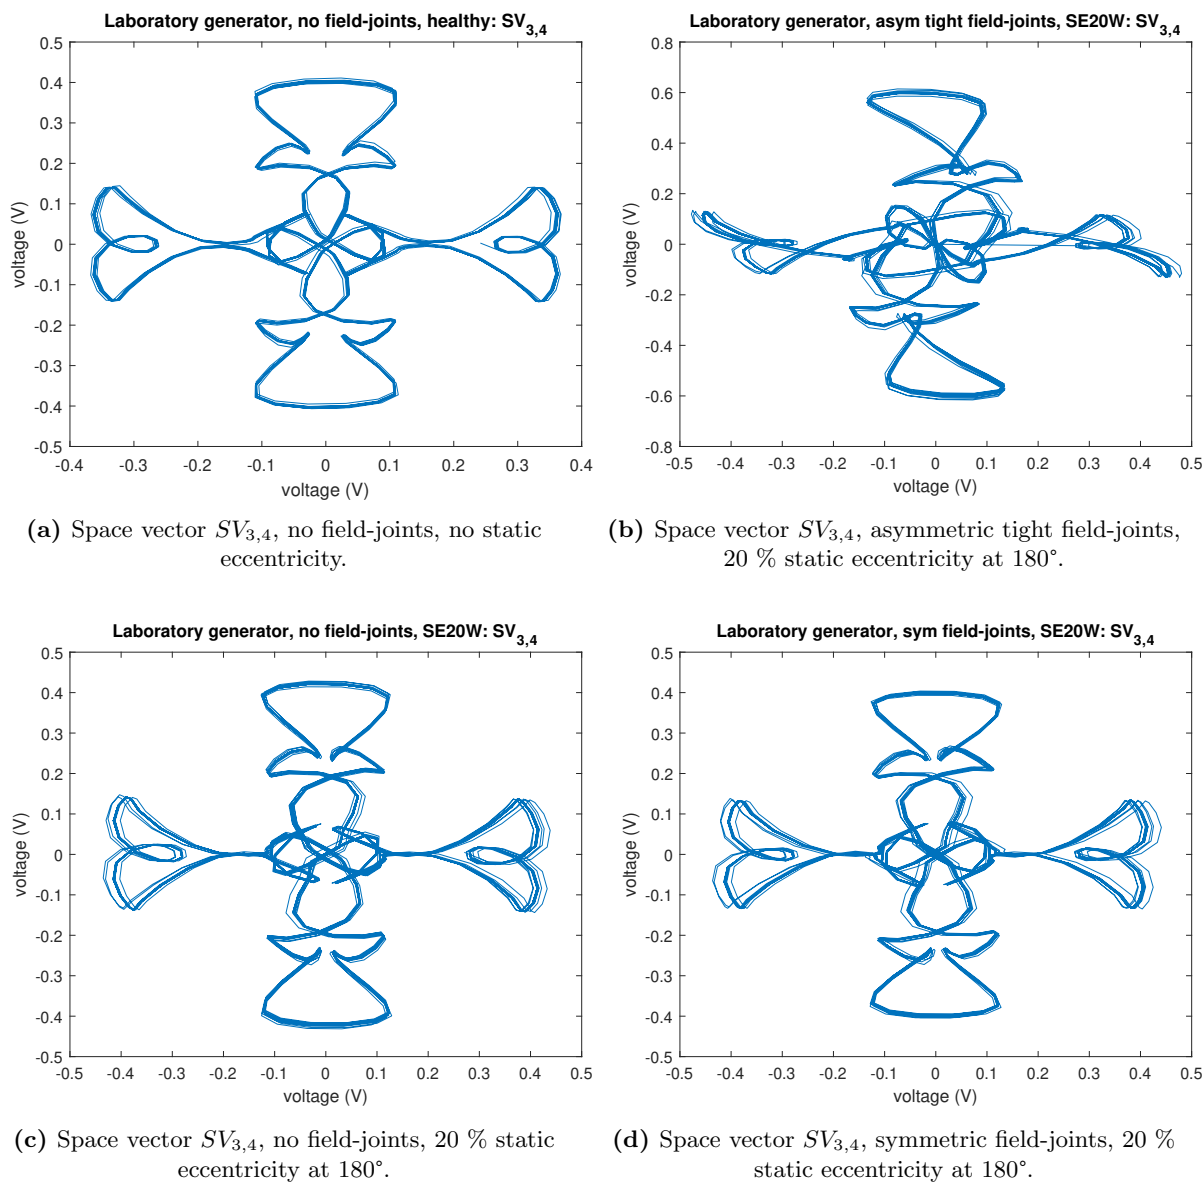 Laboratory generator, no field-joints, healthy: SV3,4
0.5
0.4
0.3
0.2
0.1
0
-0.1
-0.2
-0.3
-0.4
-0.5
voltage (V)
-0.4 -0.3 -0.2 -0.1 0 0.1 0.2 0.3 0.4
voltage (V)
(a) Space vector SV3,4, no field-joints, no static
eccentricity.
Laboratory generator, asym tight field-joints, SE20W: SV3,4
0.8
0.6
0.4
0.2
0
-0.2
-0.4
-0.6
-0.8
voltage (V)
-0.5 -0.4 -0.3 -0.2 -0.1 0 0.1 0.2 0.3 0.4 0.5
voltage (V)
(b) Space vector SV3,4, asymmetric tight field-joints,
20 % static eccentricity at 180°.
Laboratory generator, no field-joints, SE20W: SV3,4
0.5
0.4
0.3
0.2
0.1
0
-0.1
-0.2
-0.3
-0.4
-0.5
voltage (V)
-0.5 -0.4 -0.3 -0.2 -0.1 0 0.1 0.2 0.3 0.4 0.5
voltage (V)
(c) Space vector SV3,4, no field-joints, 20 % static
eccentricity at 180°.
Laboratory generator, sym field-joints, SE20W: SV3,4
0.5
0.4
0.3
0.2
0.1
0
-0.1
-0.2
-0.3
-0.4
-0.5
voltage (V)
-0.5 -0.4 -0.3 -0.2 -0.1 0 0.1 0.2 0.3 0.4 0.5
voltage (V)
(d) Space vector SV3,4, symmetric field-joints, 20 %
static eccentricity at 180°.